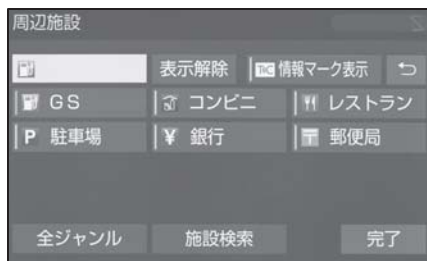 周辺施設
表示解除 TMC 情報マーク表示
GS コンビニ レストラン
P 駐車場 ¥ 銀行 〒 郵便局
全ジャンル 施設検索 完了